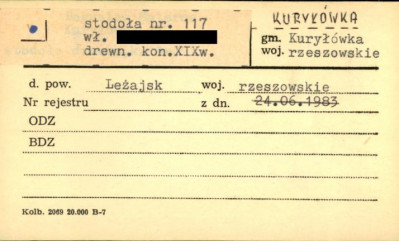 stodoła nr. 117
wł.
drewn. kon.XIXw.
KURYŁÓWKA
gm. Kuryłówka
woj. rzeszowskie
d. pow. Leżajsk woj. rzeszowskie
Nr rejestru z dn. 24.06.1983
ODZ
BDZ
Kolb. 2069 20.000 B-7